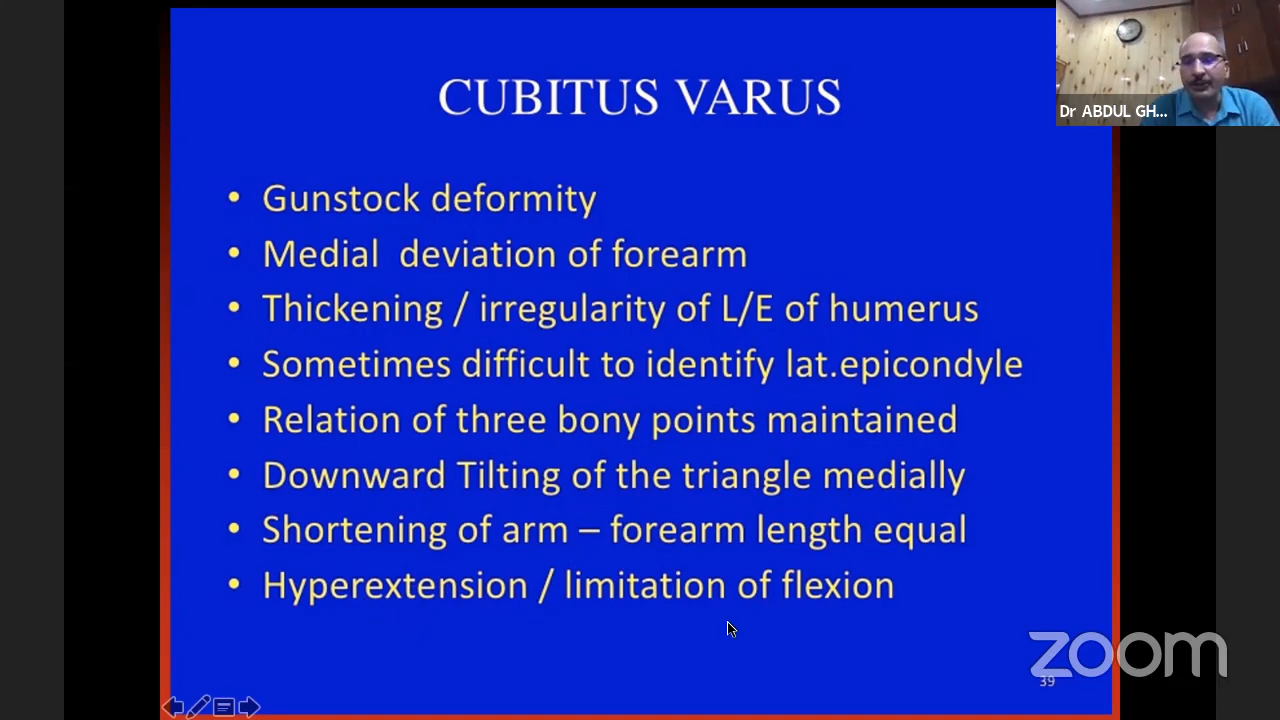 CUBITUS VARUS
Dr ABDUL GH...
• Gunstock deformity
• Medial  deviation of forearm
• Thickening / irregularity of L/E of humerus
• Sometimes difficult to identify lat.epicondyle
• Relation of three bony points maintained
• Downward Tilting of the triangle medially
• Shortening of arm – forearm length equal
• Hyperextension / limitation of flexion
zoom
39